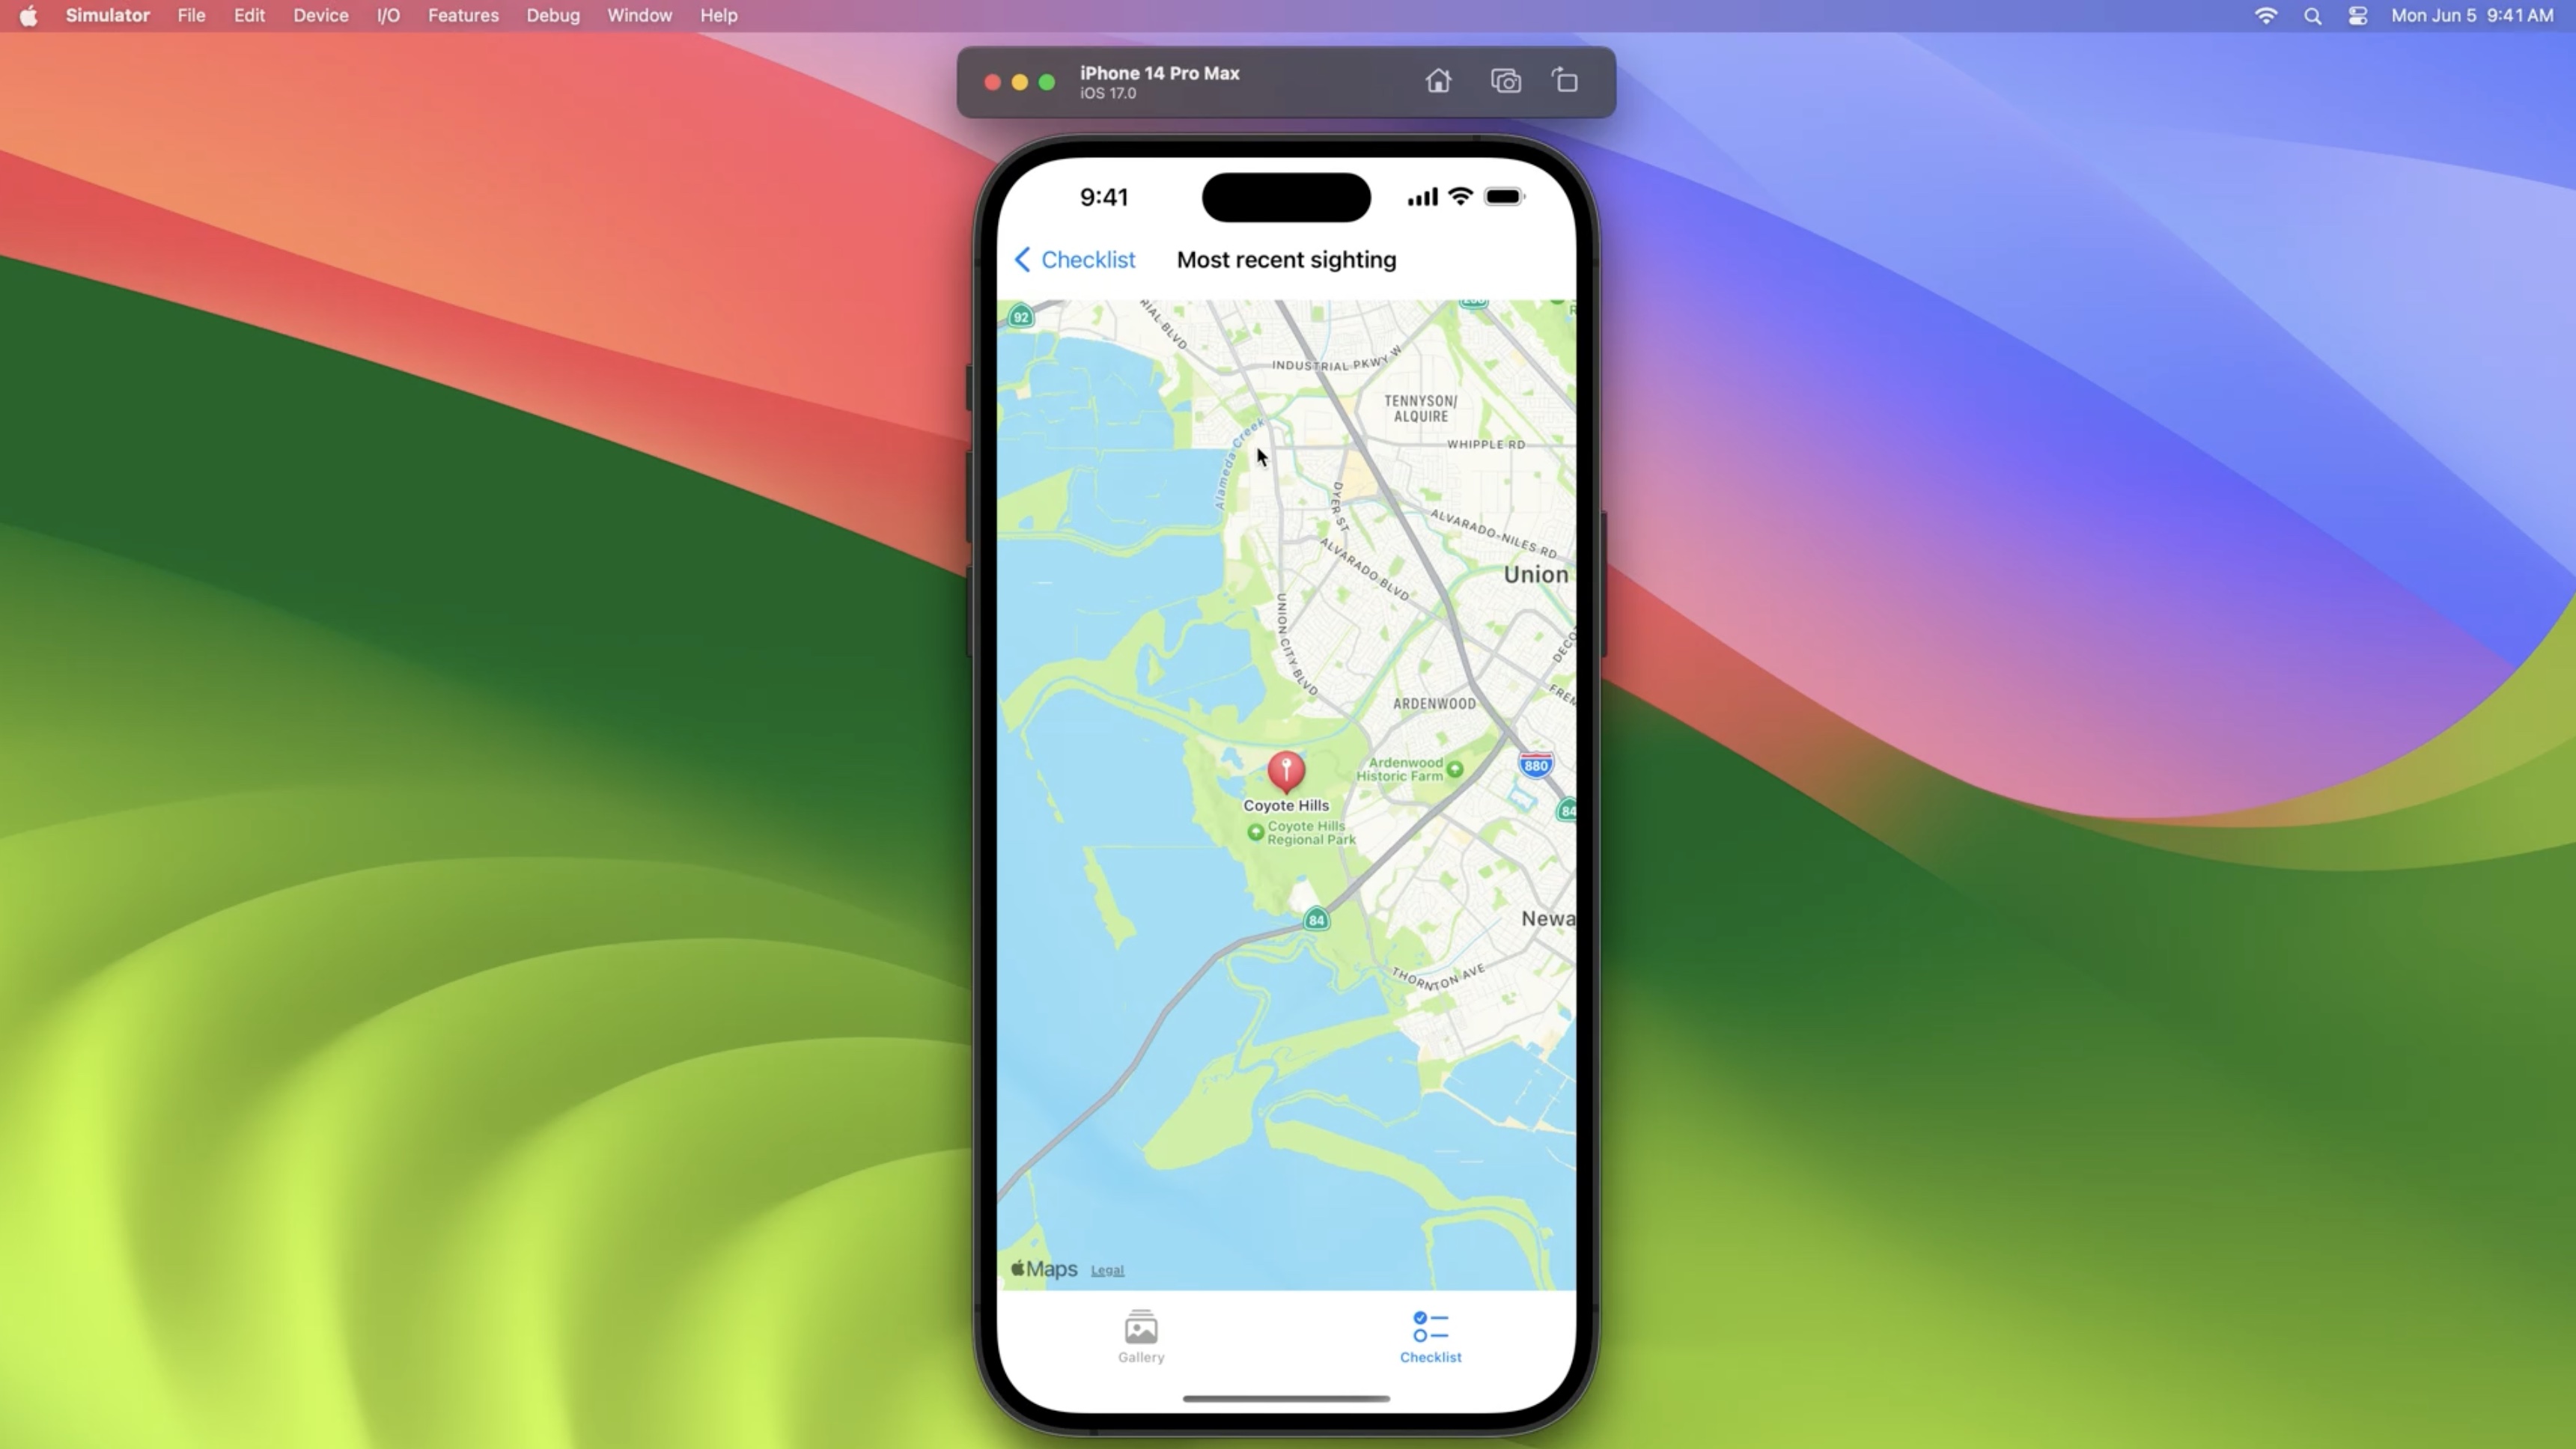 Simulator File Edit Device I/O Features Debug Window Help Mon Jun 5 9:41 AM
iPhone 14 Pro Max
iOS 17.0
9:41
Checklist Most recent sighting
92
INDUSTRIAL PKWY W
TENNYSON/
ALQUIRE
WHIPPLE RD
Alameda Creek
DYER ST
ALVARADO-NILES RD
ALVARADO BLVD
Union
UNION CITY BLVD
ARDENWOOD
880
Ardenwood
Historic Farm
84
Coyote Hills
Coyote Hills
Regional Park
84
Newa
THORNTON AVE
Maps Legal
Gallery Checklist